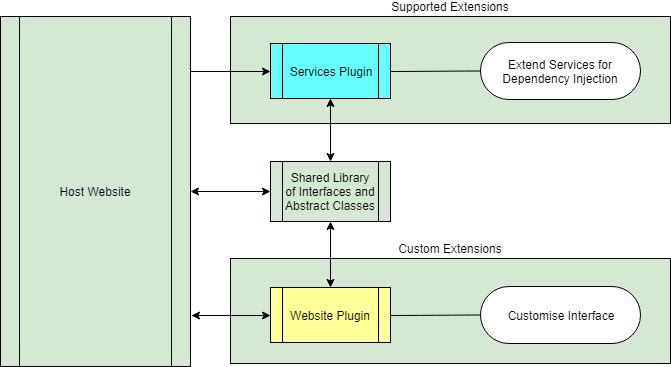 Supported Extensions
Services Plugin
Extend Services for
Dependency Injection
Host Website
Shared Library
of Interfaces and
Abstract Classes
Custom Extensions
Website Plugin
Customise Interface